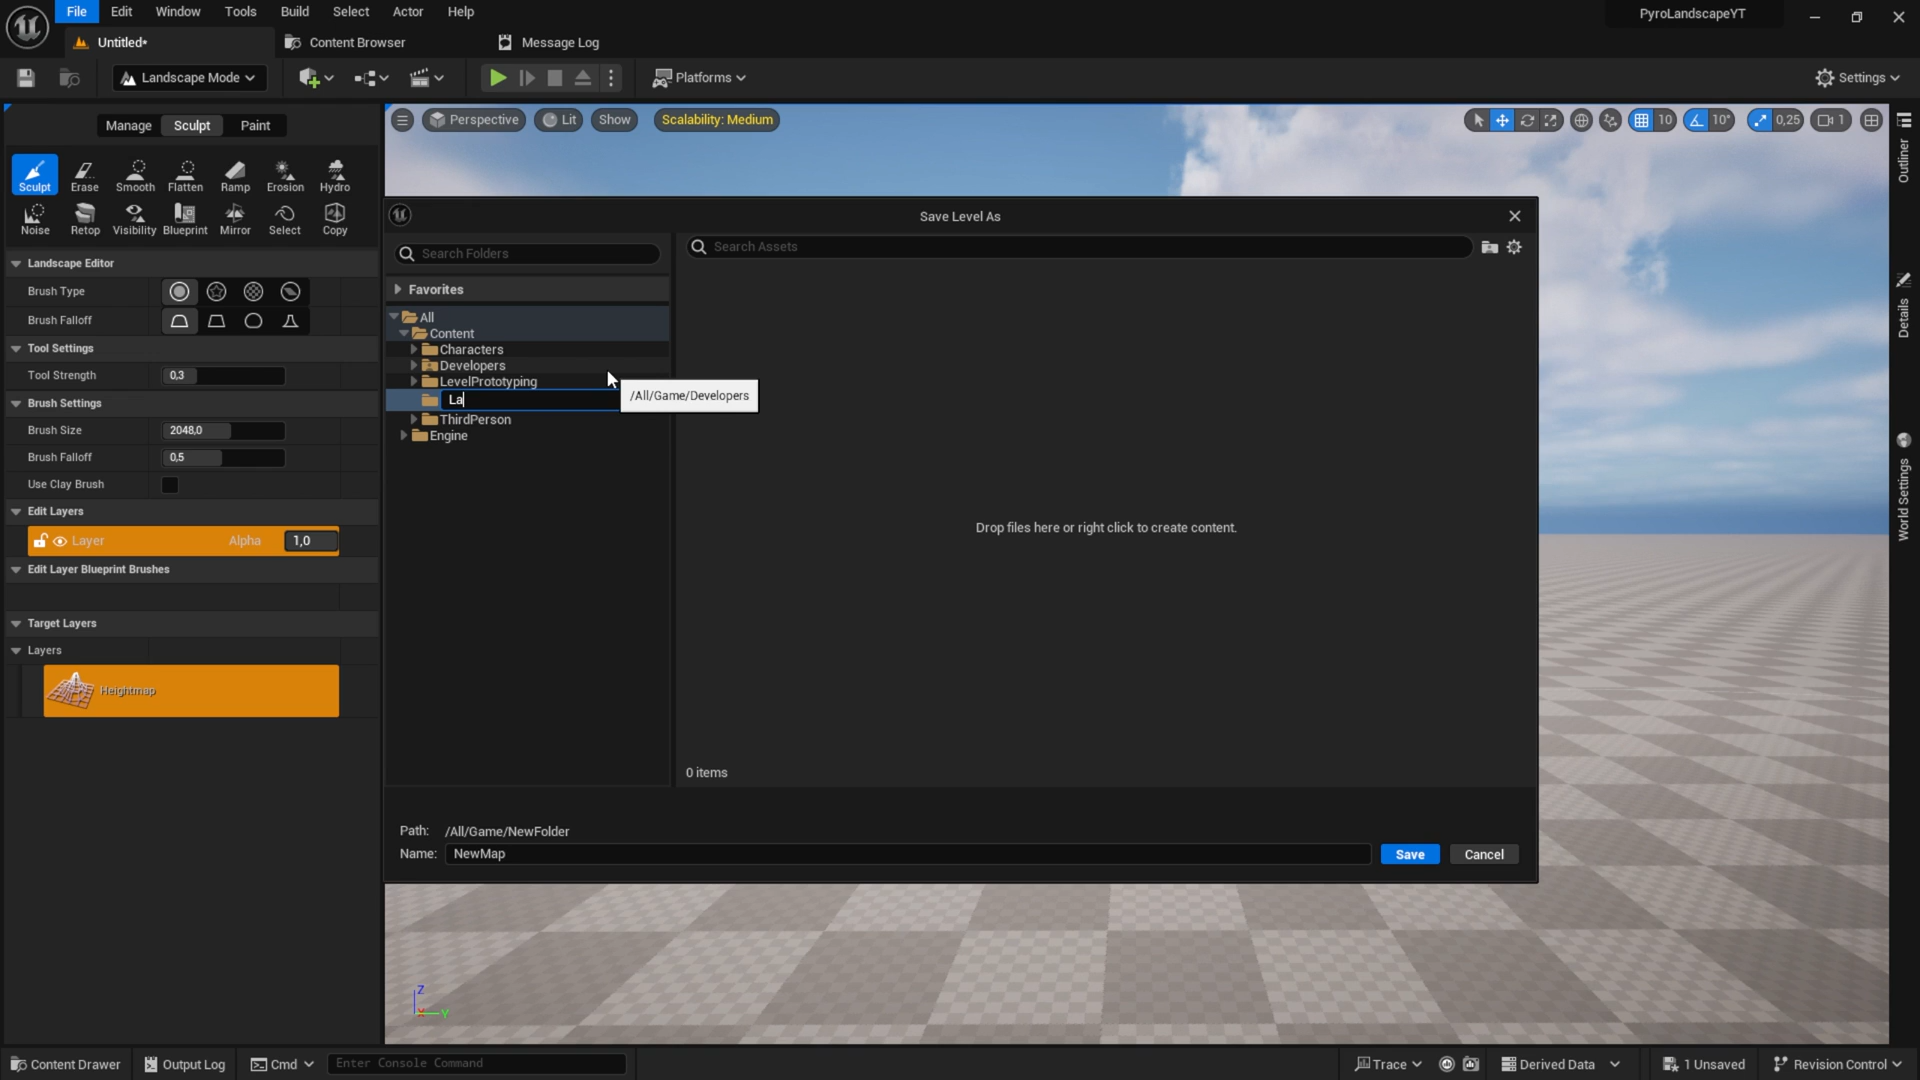 File Edit Window Tools Build Select Actor Help
PyroLandscapeYT
Untitled* Content Browser Message Log
Landscape Mode Platforms Settings
Manage Sculpt Paint
Perspective Lit Show Scalability: Medium 10 10° 0,25 1
Sculpt Erase Smooth Flatten Ramp Erosion Hydro
Noise Retop Visibility Blueprint Mirror Select Copy
Landscape Editor
Brush Type
Brush Falloff
Tool Settings
Tool Strength 0,3
Brush Settings
Brush Size 2048,0
Brush Falloff 0,5
Use Clay Brush
Edit Layers
Layer Alpha 1,0
Edit Layer Blueprint Brushes
Target Layers
Layers
Heightmap
Save Level As
Search Folders
Search Assets
Favorites
All
Content
Characters
Developers
LevelPrototyping
La
/All/Game/Developers
ThirdPerson
Engine
Drop files here or right click to create content.
0 items
Path: /All/Game/NewFolder
Name: NewMap
Save Cancel
Outliner
Details
World Settings
Z
X
Y
Content Drawer Output Log Cmd Enter Console Command Trace Derived Data 1 Unsaved Revision Control